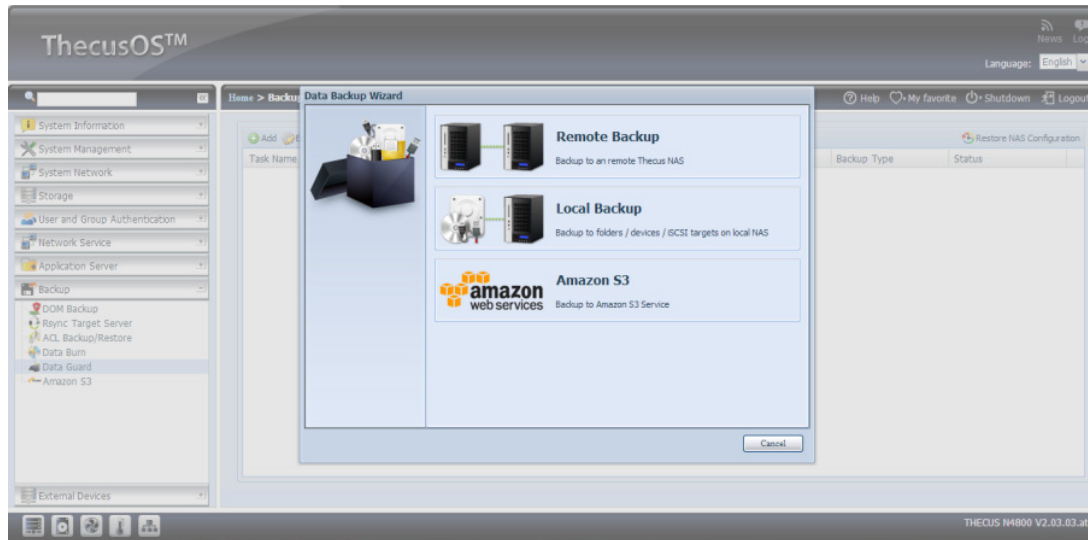 ThecusOS™
News
Language: English
Home > Backu
Data Backup Wizard
Help
My favorite
Shutdown
Logout
System Information
System Management
System Network
Storage
User and Group Authentication
Network Service
Application Server
Backup
DOM Backup
Rsync Target Server
ACL Backup/Restore
Data Burn
Data Guard
Amazon S3
External Devices
Add
Restore NAS Configuration
Task Name
Backup Type
Status
Remote Backup
Backup to an remote Thecus NAS
Local Backup
Backup to folders / devices / iSCSI targets on local NAS
amazon
web services
Amazon S3
Backup to Amazon S3 Service
Cancel
THECUS N4800 V2.03.03.at